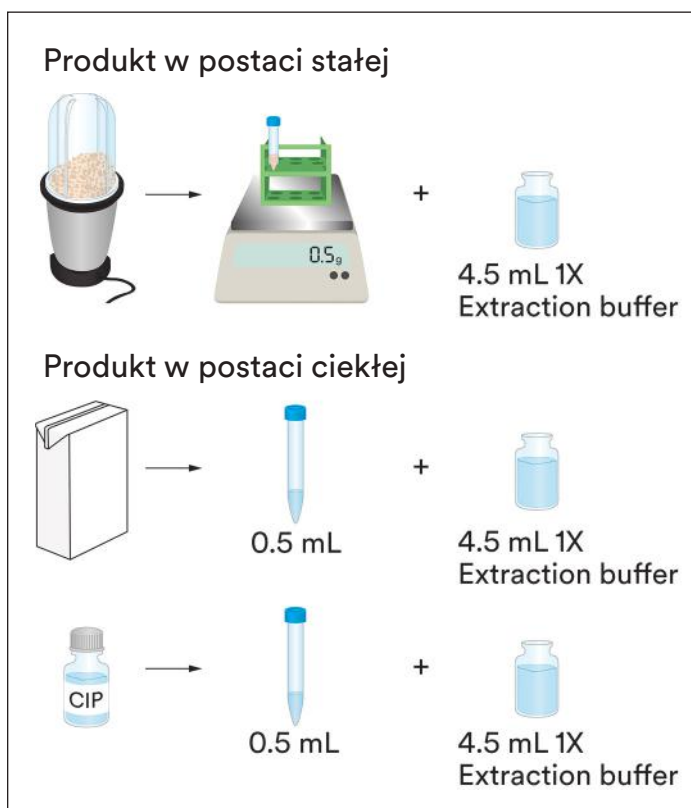 Produkt w postaci stałej
0.5g
+
4.5 mL 1X
Extraction buffer
Produkt w postaci ciekłej
+
0.5 mL
4.5 mL 1X
Extraction buffer
CIP
+
0.5 mL
4.5 mL 1X
Extraction buffer